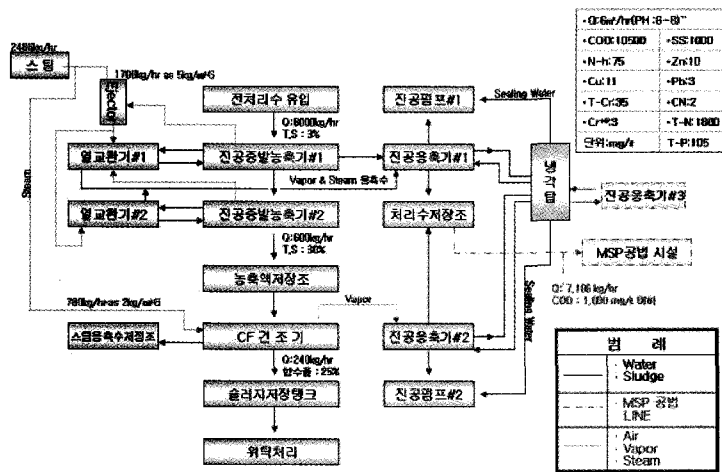 2486kg/hr
스팀
1706kg/hr as 5kg/㎠G
Ejector
전처리수 유입
진공펌프#1
Sealing Water
Q:6000kg/hr
T,S : 3%
열교환기#1
진공증발농축기#1
진공응축기#1
냉각탑
Vapor & Steam 응축수
Steam
열교환기#2
진공증발농축기#2
처리수저장조
진공응축기#3
Q:600kg/hr
T,S : 30%
MSP공법 시설
농축액저장조
Q: 7,106 kg/hr
780kg/hr as 2kg/㎠G
Vapor
Sealing Water
스팀응축수저장조
CF건조기
진공응축기#2
Q:240kg/hr
함수율 : 25%
슬러지저장탱크
진공펌프#2
위탁처리
•COD:10500
•SS:1000
•N-h:75
•Zn:10
•Cu:11
•Pb:3
•T-Cr:35
•CN:2
•T-N:1800
단위:mg/ℓ
T-P:105
범 례
· Water
· Sludge
· MSP 공법
LINE
· Air
· Vapor
· Steam